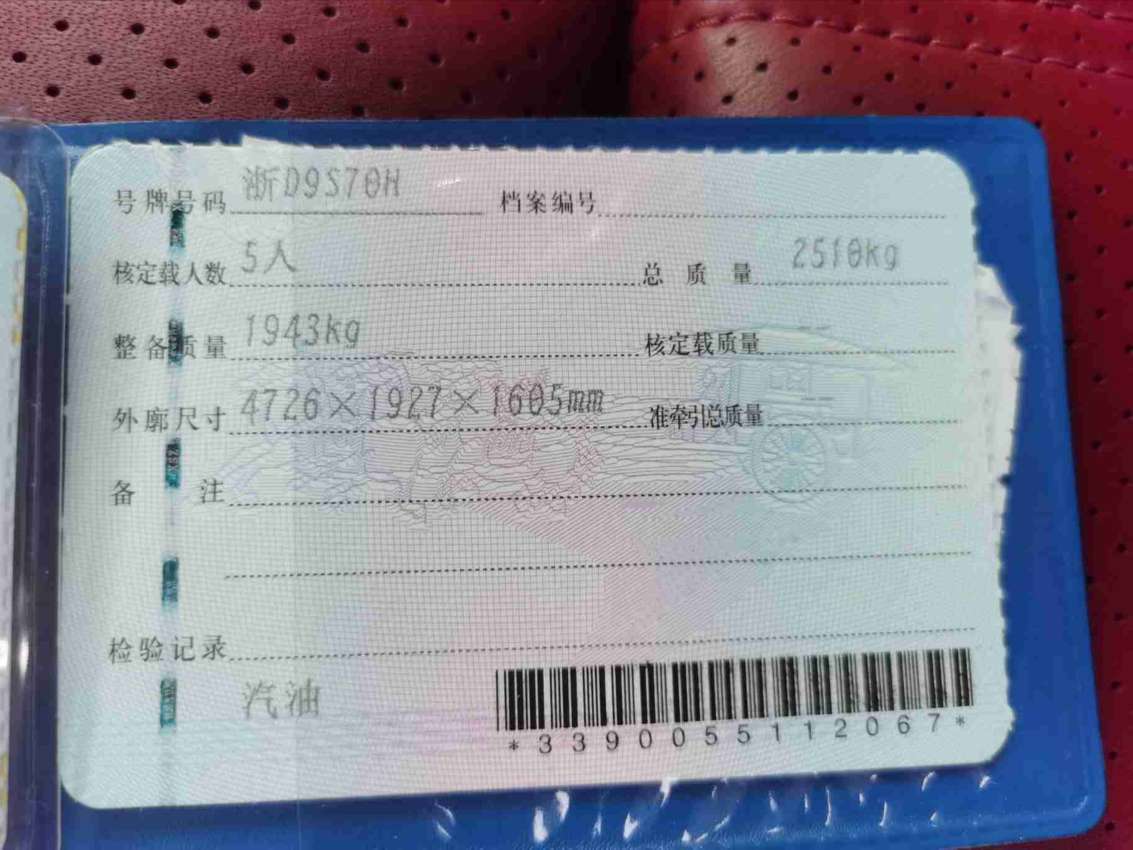 号牌号码 浙D9S70H 档案编号
核定载人数 5人 总质量 2510kg
整备质量 1943kg 核定载质量 --
外廓尺寸 4726×1927×1605mm 准牵引总质量 --
备注
检验记录
汽油
*3390055112067*